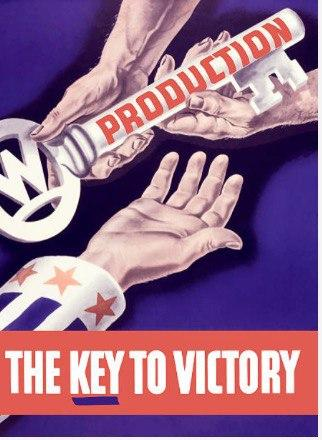 W
PRODUCTION
THE KEY TO VICTORY